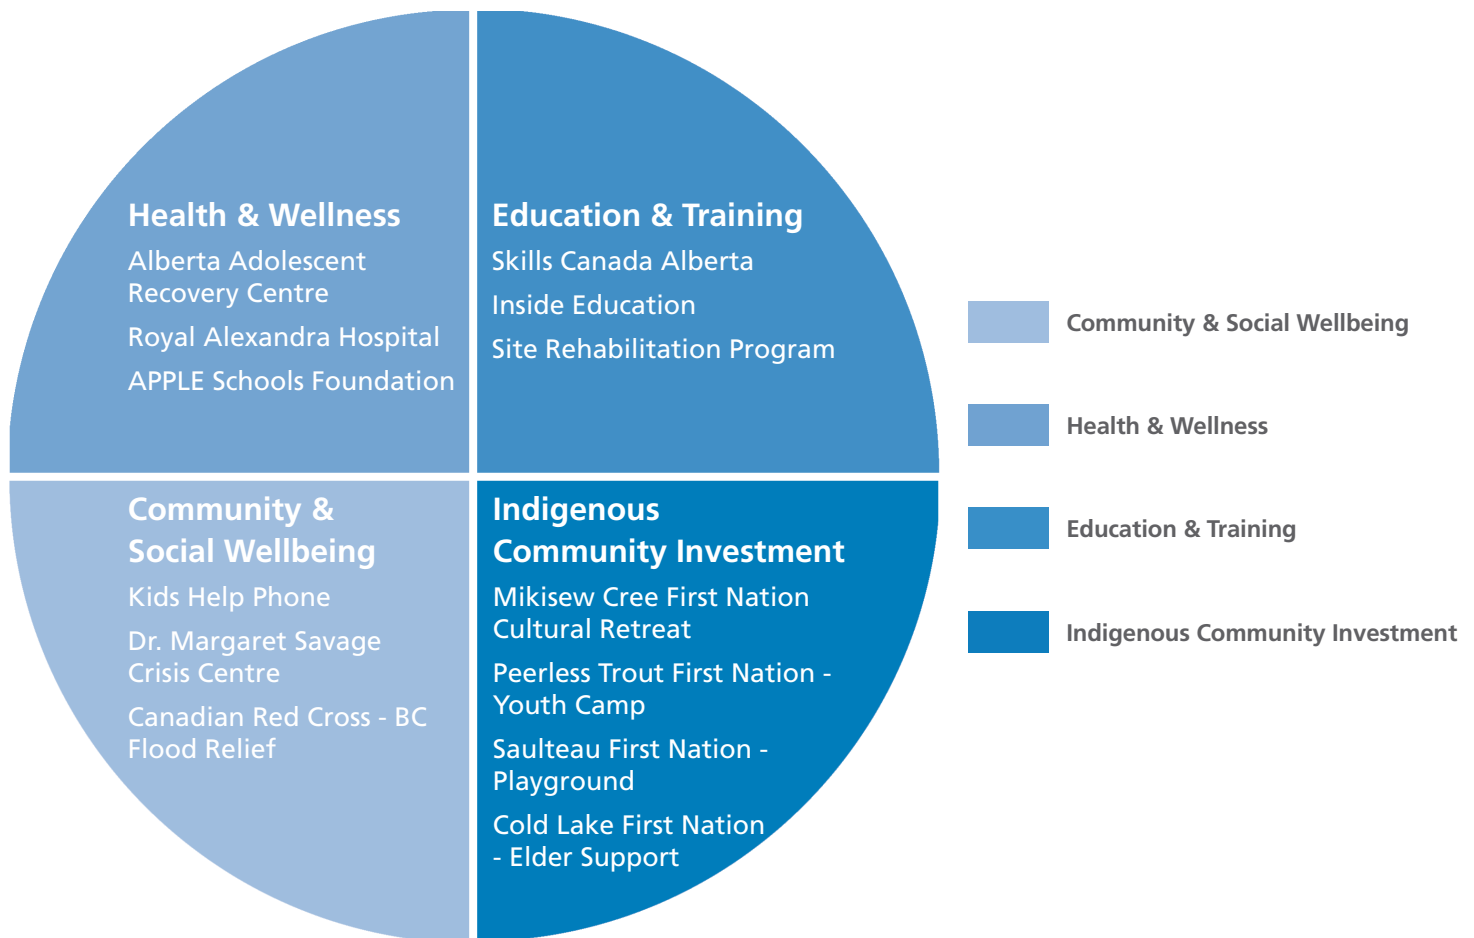 Health & Wellness
Alberta Adolescent
Recovery Centre
Royal Alexandra Hospital
APPLE Schools Foundation
Education & Training
Skills Canada Alberta
Inside Education
Site Rehabilitation Program
Community &
Social Wellbeing
Kids Help Phone
Dr. Margaret Savage
Crisis Centre
Canadian Red Cross - BC
Flood Relief
Indigenous
Community Investment
Mikisew Cree First Nation
Cultural Retreat
Peerless Trout First Nation -
Youth Camp
Saulteau First Nation -
Playground
Cold Lake First Nation
- Elder Support
Community & Social Wellbeing
Health & Wellness
Education & Training
Indigenous Community Investment